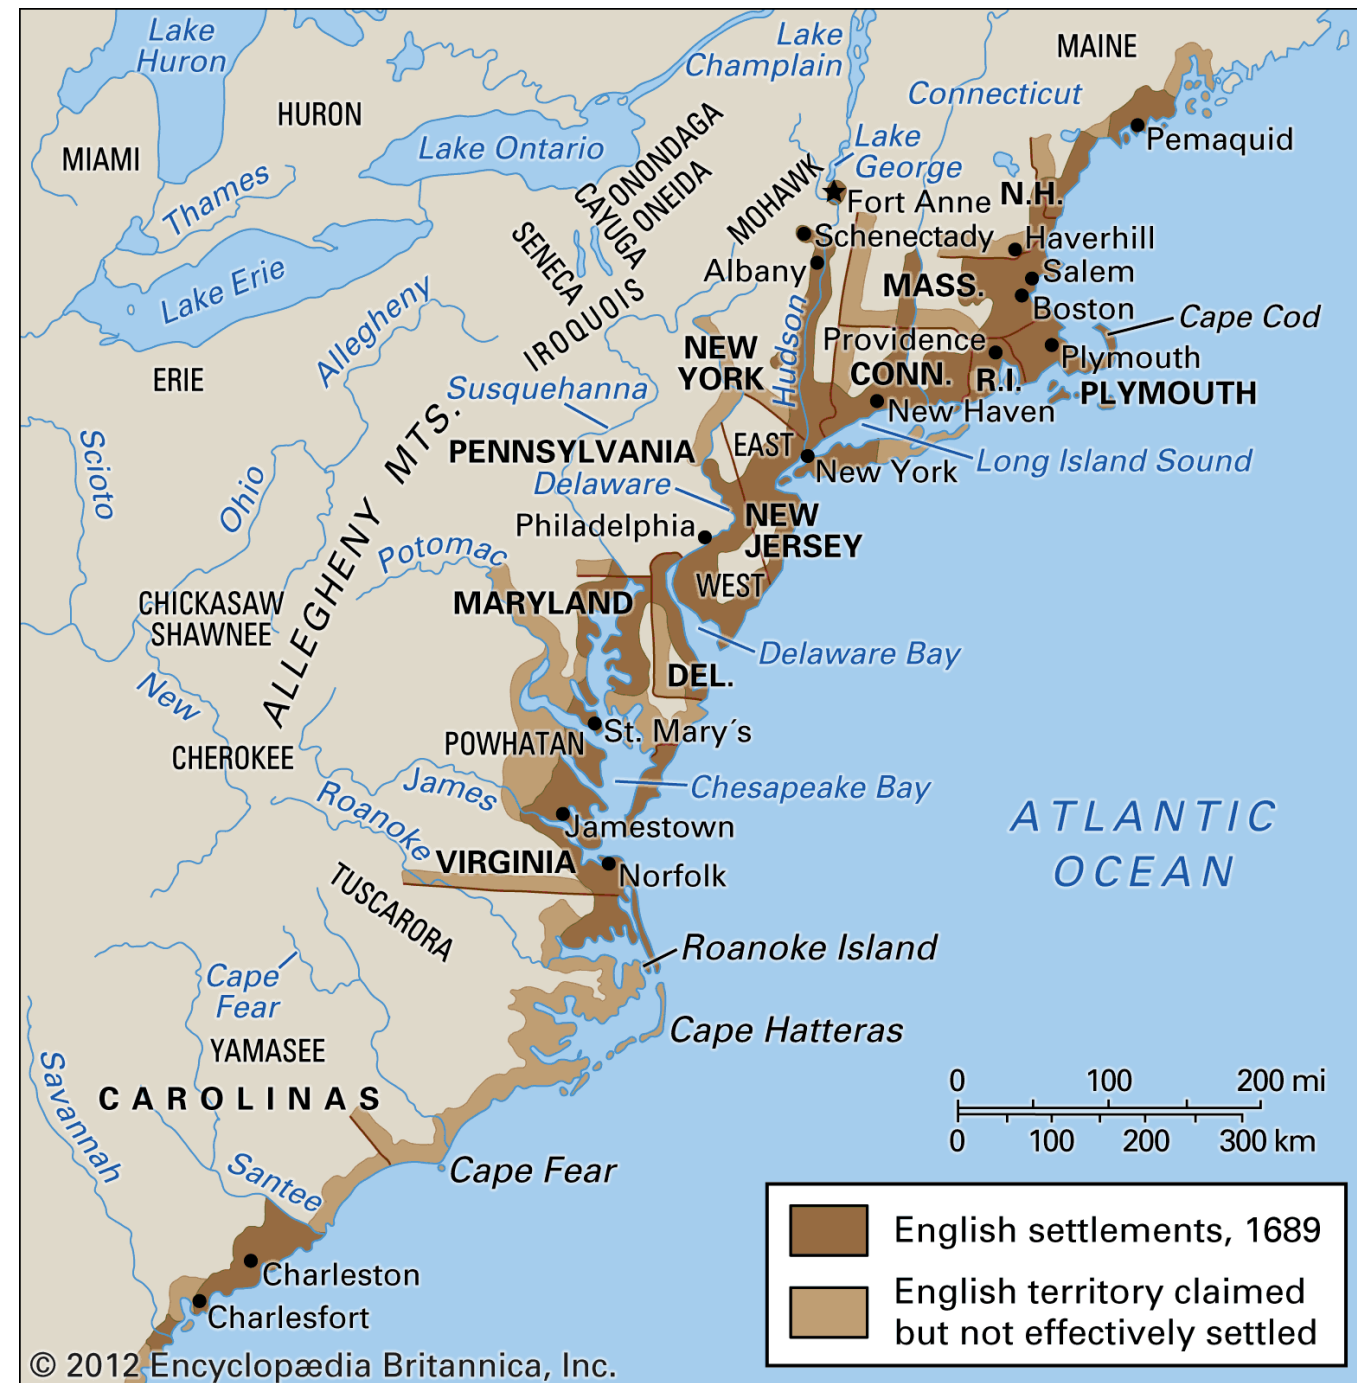 Lake
Huron
Lake
Champlain
MAINE
Connecticut
HURON
Pemaquid
MIAMI
Lake Ontario
Lake
George
Thames
ONONDAGA
ONEIDA
CAYUGA
SENECA
IROQUOIS
MOHAWK
Fort Anne
N.H.
Schenectady
Haverhill
Albany
MASS.
Salem
Boston
Lake Erie
Allegheny
Hudson
Cape Cod
Providence
Plymouth
NEW
YORK
CONN.
R.I.
PLYMOUTH
ERIE
Susquehanna
New Haven
ALLEGHENY MTS.
PENNSYLVANIA
EAST
New York
Long Island Sound
Scioto
Ohio
Delaware
Philadelphia
NEW
JERSEY
Potomac
WEST
CHICKASAW
SHAWNEE
MARYLAND
Delaware Bay
DEL.
New
St. Mary´s
POWHATAN
CHEROKEE
James
Chesapeake Bay
Roanoke
Jamestown
ATLANTIC
OCEAN
VIRGINIA
Norfolk
TUSCARORA
Roanoke Island
Cape
Fear
Cape Hatteras
YAMASEE
Savannah
CAROLINAS
0 100 200 mi
0 100 200 300 km
Santee
Cape Fear
Charleston
Charlesfort
English settlements, 1689
English territory claimed
but not effectively settled
© 2012 Encyclopædia Britannica, Inc.